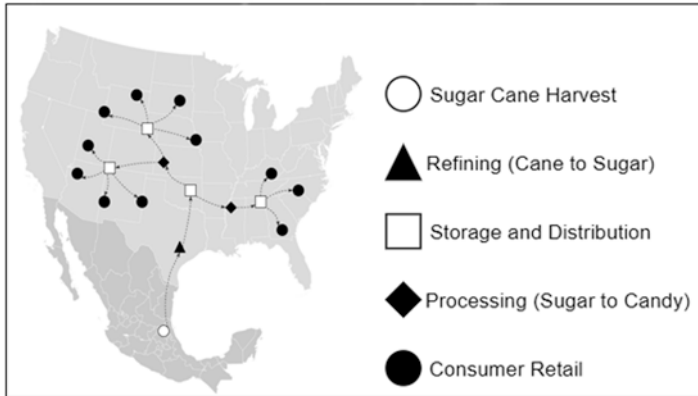 Sugar Cane Harvest
Refining (Cane to Sugar)
Storage and Distribution
Processing (Sugar to Candy)
Consumer Retail